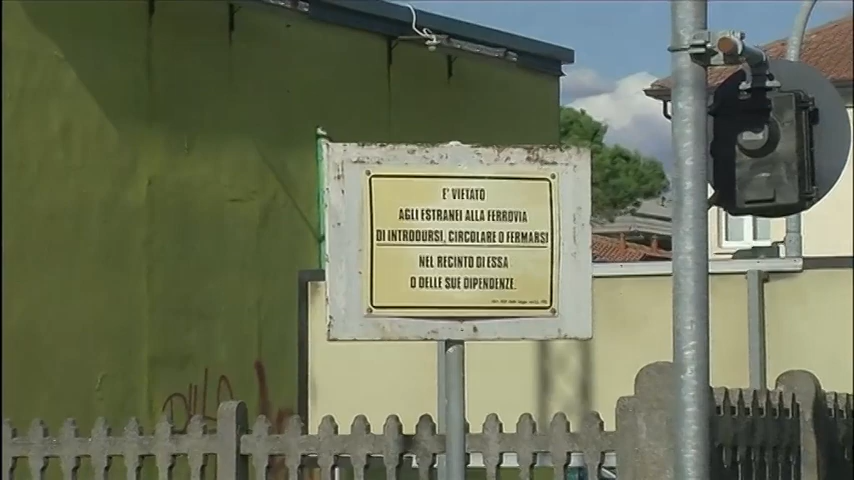 E' VIETATO
AGLI ESTRANEI ALLA FERROVIA
DI INTRODURSI, CIRCOLARE O FERMARSI
NEL RECINTO DI ESSA
O DELLE SUE DIPENDENZE.